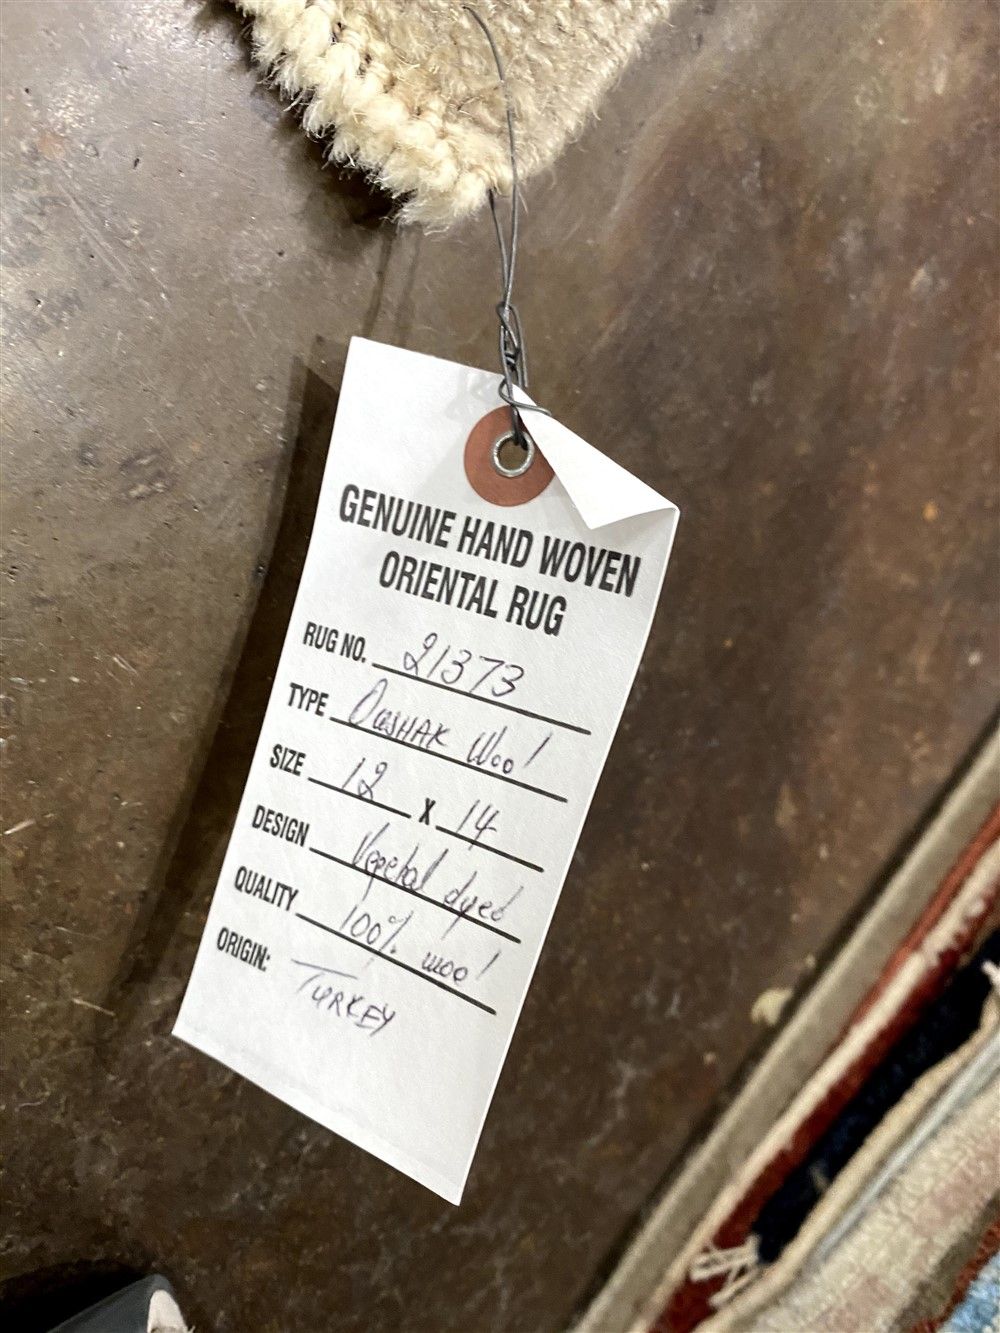 GENUINE HAND WOVEN
ORIENTAL RUG
RUG NO. 21373
TYPE OusHAK Wool
SIZE 12 X 14
DESIGN Vegetal dyed
QUALITY 100% wool
ORIGIN: TURKEY